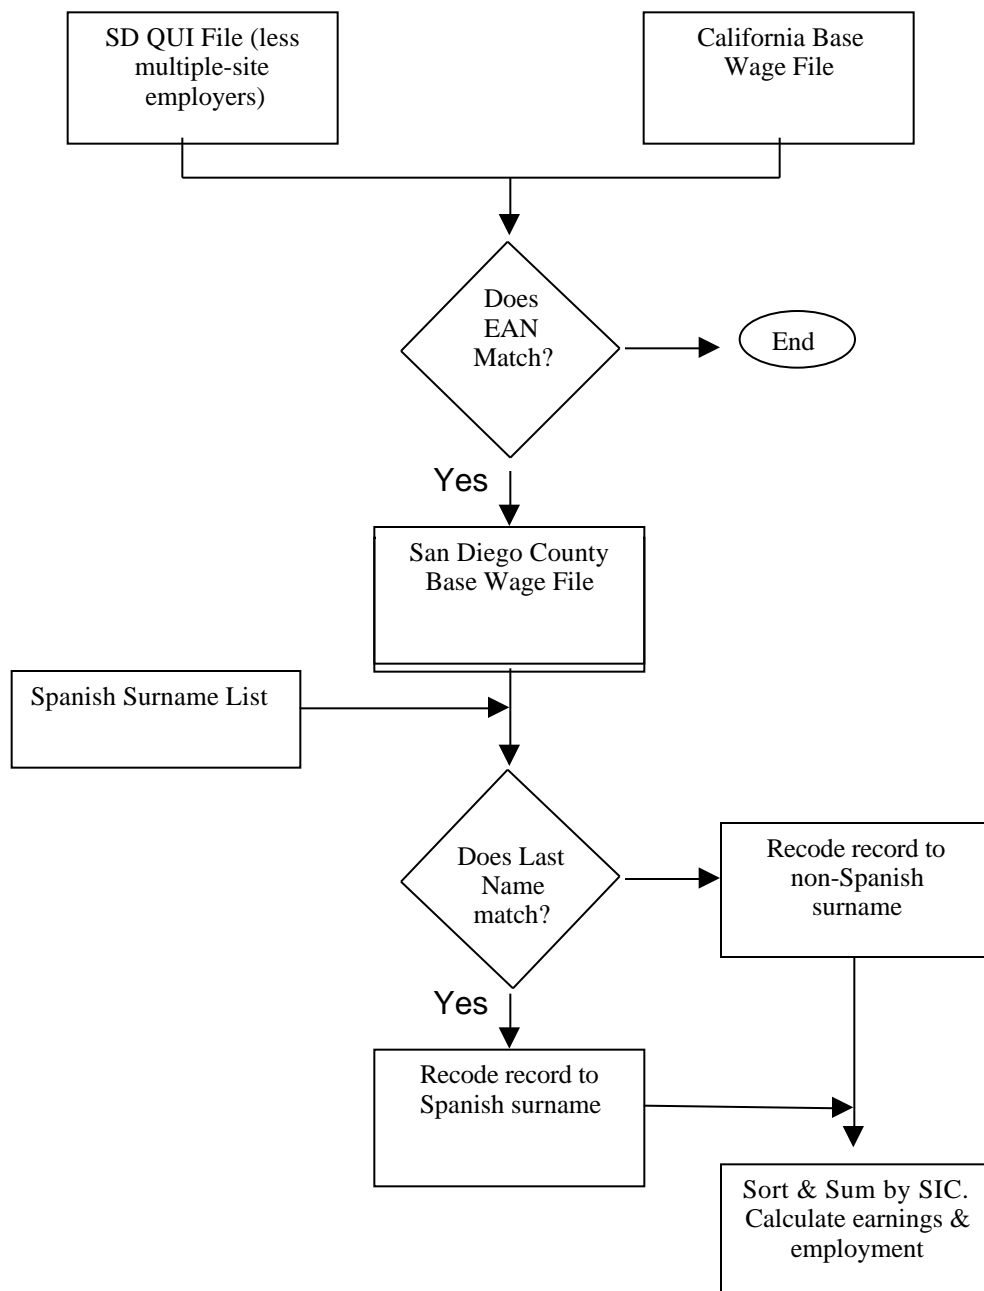 SD QUI File (less
multiple-site
employers)
California Base
Wage File
Does
EAN
Match?
End
Yes
San Diego County
Base Wage File
Spanish Surname List
Does Last
Name
match?
Recode record to
non-Spanish
surname
Yes
Recode record to
Spanish surname
Sort & Sum by SIC.
Calculate earnings &
employment